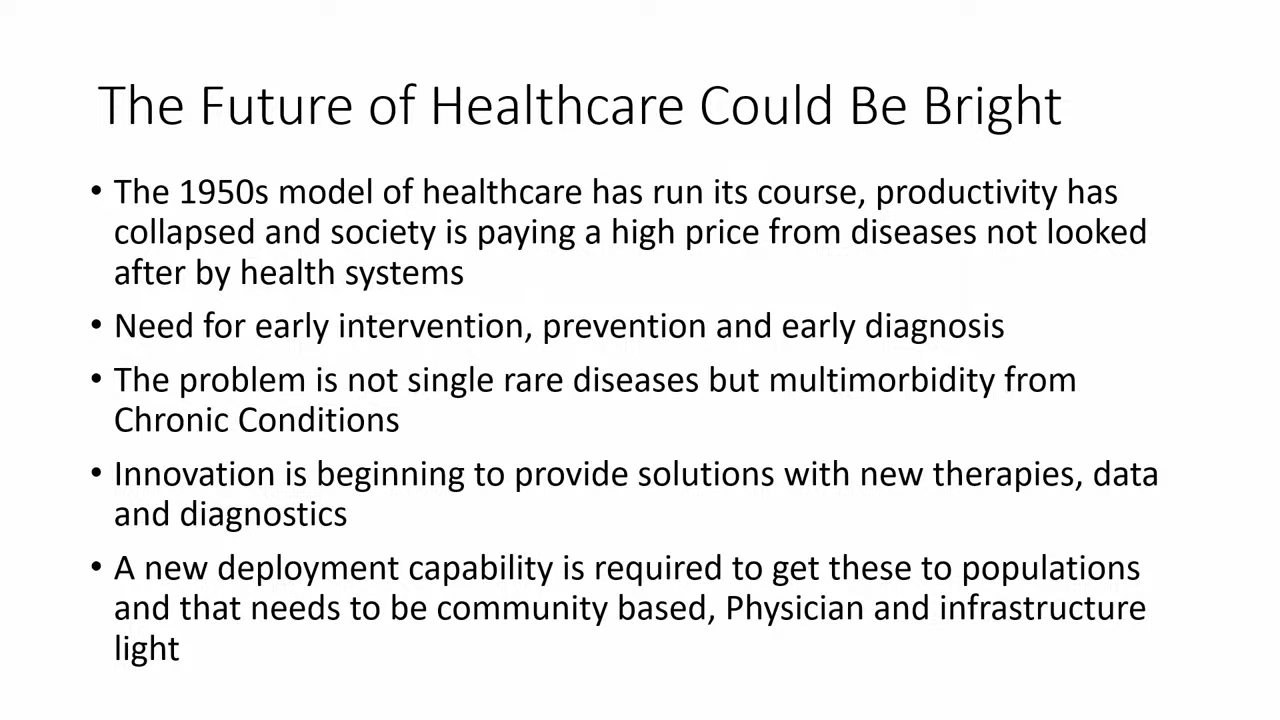 The Future of Healthcare Could Be Bright
• The 1950s model of healthcare has run its course, productivity has
collapsed and society is paying a high price from diseases not looked
after by health systems
• Need for early intervention, prevention and early diagnosis
• The problem is not single rare diseases but multimorbidity from
Chronic Conditions
• Innovation is beginning to provide solutions with new therapies, data
and diagnostics
• A new deployment capability is required to get these to populations
and that needs to be community based, Physician and infrastructure
light